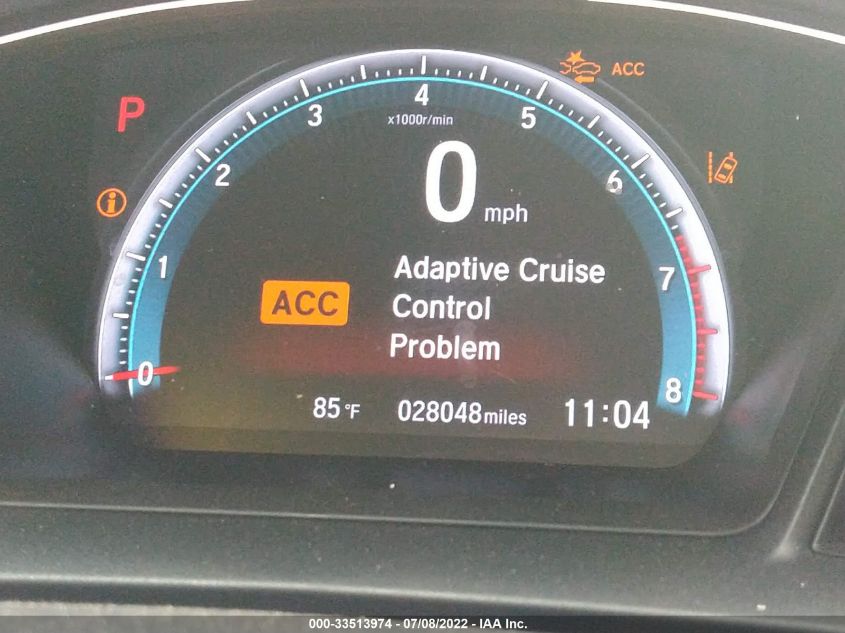 ACC
P
4
3
5
x1000r/min
2
6
0 mph
1
7
Adaptive Cruise
ACC
Control
Problem
0
8
85 °F 028048 miles 11:04
000-33513974 - 07/08/2022 - IAA Inc.